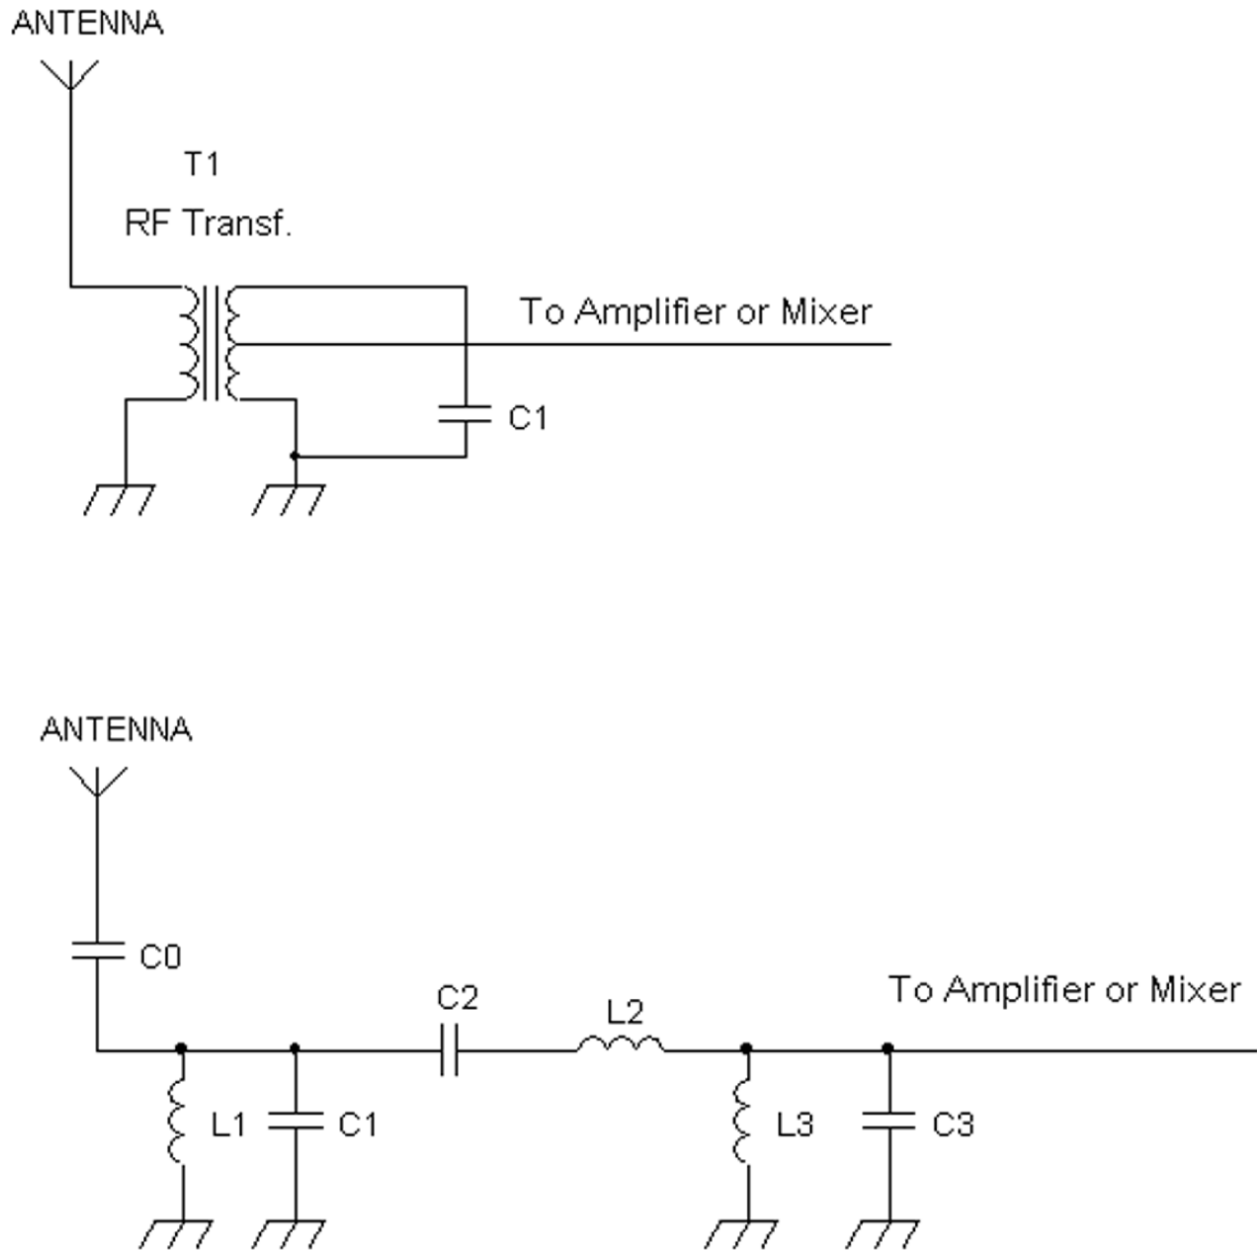 ANTENNA
T1
RF Transf.
To Amplifier or Mixer
C1
ANTENNA
C0
C2
L2
To Amplifier or Mixer
L1
C1
L3
C3